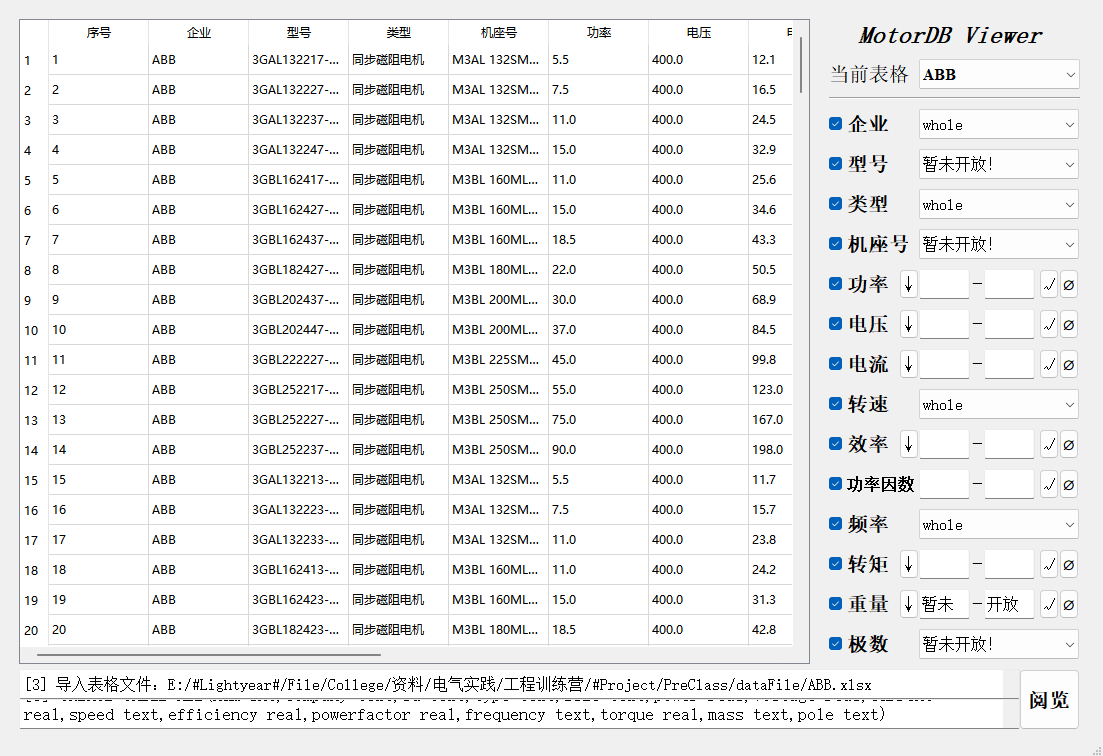 序号 企业 型号 类型 机座号 功率 电压
1 1 ABB 3GAL132217-... 同步磁阻电机 M3AL 132SM... 5.5 400.0 12.1
2 2 ABB 3GAL132227-... 同步磁阻电机 M3AL 132SM... 7.5 400.0 16.5
3 3 ABB 3GAL132237-... 同步磁阻电机 M3AL 132SM... 11.0 400.0 24.5
4 4 ABB 3GAL132247-... 同步磁阻电机 M3AL 132SM... 15.0 400.0 32.9
5 5 ABB 3GBL162417-... 同步磁阻电机 M3BL 160ML... 11.0 400.0 25.6
6 6 ABB 3GBL162427-... 同步磁阻电机 M3BL 160ML... 15.0 400.0 34.6
7 7 ABB 3GBL162437-... 同步磁阻电机 M3BL 160ML... 18.5 400.0 43.3
8 8 ABB 3GBL182427-... 同步磁阻电机 M3BL 180ML... 22.0 400.0 50.5
9 9 ABB 3GBL202437-... 同步磁阻电机 M3BL 200ML... 30.0 400.0 68.9
10 10 ABB 3GBL202447-... 同步磁阻电机 M3BL 200ML... 37.0 400.0 84.5
11 11 ABB 3GBL222227-... 同步磁阻电机 M3BL 225SM... 45.0 400.0 99.8
12 12 ABB 3GBL252217-... 同步磁阻电机 M3BL 250SM... 55.0 400.0 123.0
13 13 ABB 3GBL252227-... 同步磁阻电机 M3BL 250SM... 75.0 400.0 167.0
14 14 ABB 3GBL252237-... 同步磁阻电机 M3BL 250SM... 90.0 400.0 198.0
15 15 ABB 3GAL132213-... 同步磁阻电机 M3AL 132SM... 5.5 400.0 11.7
16 16 ABB 3GAL132223-... 同步磁阻电机 M3AL 132SM... 7.5 400.0 15.7
17 17 ABB 3GAL132233-... 同步磁阻电机 M3AL 132SM... 11.0 400.0 23.8
18 18 ABB 3GBL162413-... 同步磁阻电机 M3BL 160ML... 11.0 400.0 24.2
19 19 ABB 3GBL162423-... 同步磁阻电机 M3BL 160ML... 15.0 400.0 31.3
20 20 ABB 3GBL182423-... 同步磁阻电机 M3BL 180ML... 18.5 400.0 42.8
MotorDB Viewer
当前表格 ABB
企业 whole
型号 暂未开放!
类型 whole
机座号 暂未开放!
功率 ↓ — √ ∅
电压 ↓ — √ ∅
电流 ↓ — √ ∅
转速 whole
效率 ↓ — √ ∅
功率因数 — √ ∅
频率 whole
转矩 ↓ — √ ∅
重量 ↓ 暂未 — 开放 √ ∅
极数 暂未开放!
[3] 导入表格文件: E:/#Lightyear#/File/College/资料/电气实践/工程训练营/#Project/PreClass/dataFile/ABB.xlsx
real,speed text,efficiency real,powerfactor real,frequency text,torque real,mass text,pole text)
阅览